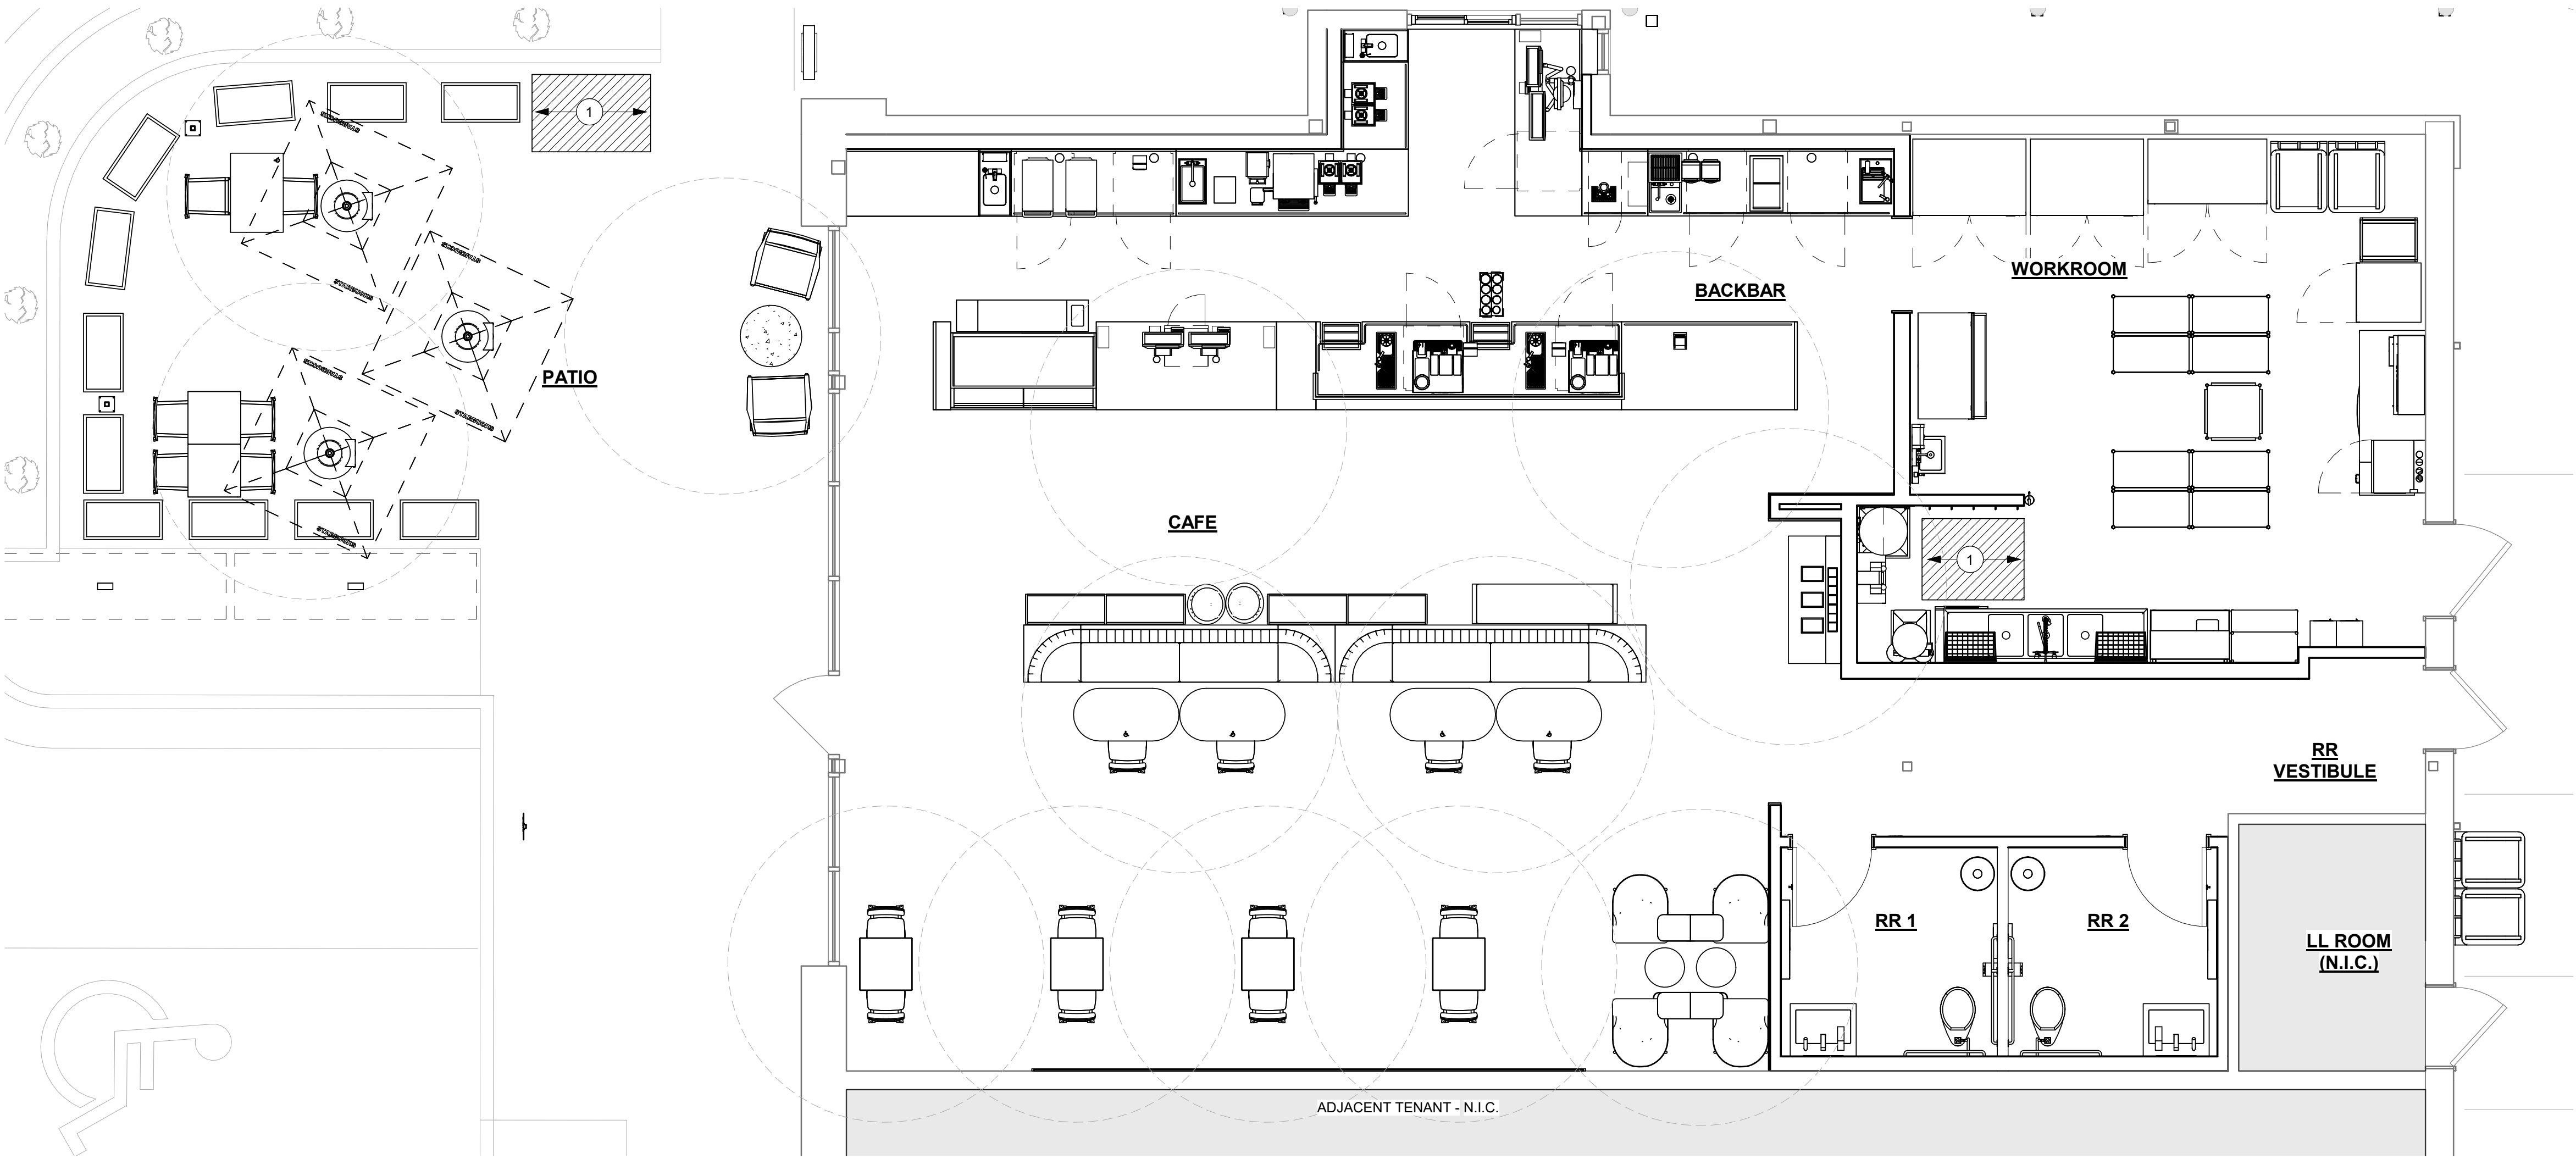 1
WORKROOM
BACKBAR
PATIO
CAFE
1
RR
VESTIBULE
RR 1
RR 2
LL ROOM
(N.I.C.)
ADJACENT TENANT - N.I.C.